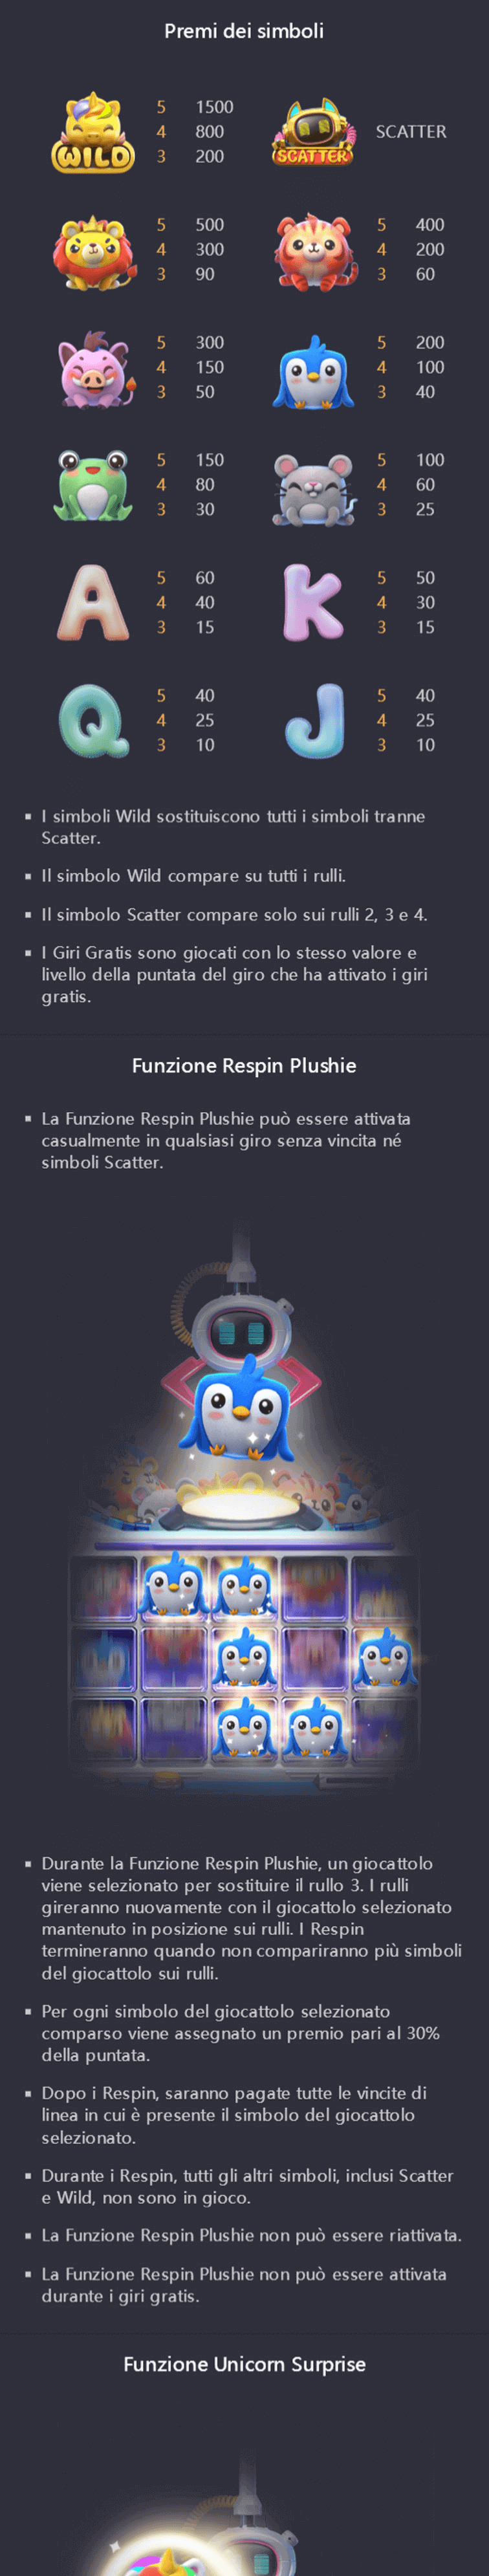 Premi dei simboli
WILD
5 1500
4 800
3 200
SCATTER
SCATTER
5 500
4 300
3 90
5 400
4 200
3 60
5 300
4 150
3 50
5 200
4 100
3 40
5 150
4 80
3 30
5 100
4 60
3 25
A
5 60
4 40
3 15
K
5 50
4 30
3 15
Q
5 40
4 25
3 10
J
5 40
4 25
3 10
▪ I simboli Wild sostituiscono tutti i simboli tranne
Scatter.
▪ Il simbolo Wild compare su tutti i rulli.
▪ Il simbolo Scatter compare solo sui rulli 2, 3 e 4.
▪ I Giri Gratis sono giocati con lo stesso valore e
livello della puntata del giro che ha attivato i giri
gratis.
Funzione Respin Plushie
▪ La Funzione Respin Plushie può essere attivata
casualmente in qualsiasi giro senza vincita né
simboli Scatter.
▪ Durante la Funzione Respin Plushie, un giocattolo
viene selezionato per sostituire il rullo 3. I rulli
gireranno nuovamente con il giocattolo selezionato
mantenuto in posizione sui rulli. I Respin
termineranno quando non compariranno più simboli
del giocattolo sui rulli.
▪ Per ogni simbolo del giocattolo selezionato
comparso viene assegnato un premio pari al 30%
della puntata.
▪ Dopo i Respin, saranno pagate tutte le vincite di
linea in cui è presente il simbolo del giocattolo
selezionato.
▪ Durante i Respin, tutti gli altri simboli, inclusi Scatter
e Wild, non sono in gioco.
▪ La Funzione Respin Plushie non può essere riattivata.
▪ La Funzione Respin Plushie non può essere attivata
durante i giri gratis.
Funzione Unicorn Surprise